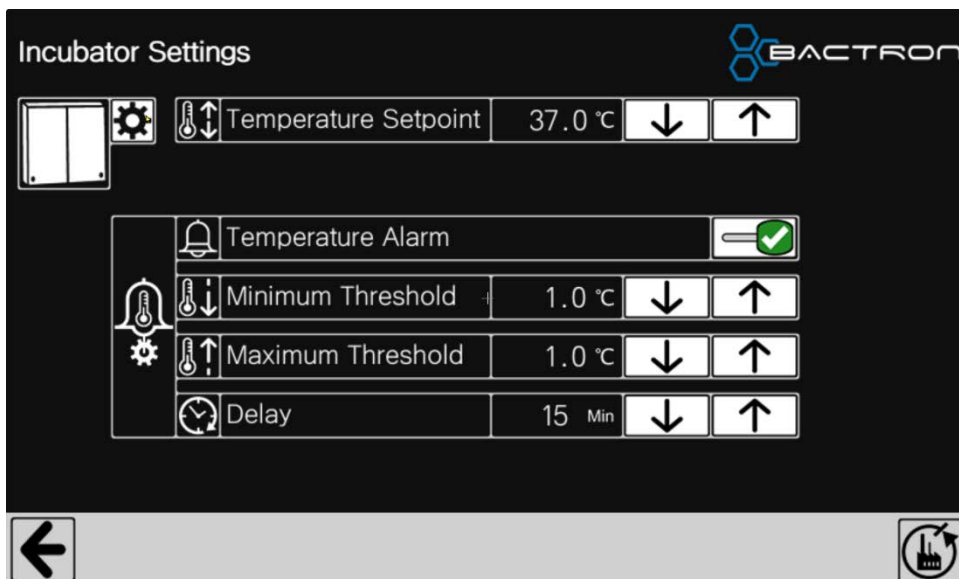 Incubator Settings
BACTRON
Temperature Setpoint 37.0 ℃
Temperature Alarm
Minimum Threshold 1.0 ℃
Maximum Threshold 1.0 ℃
Delay 15 Min